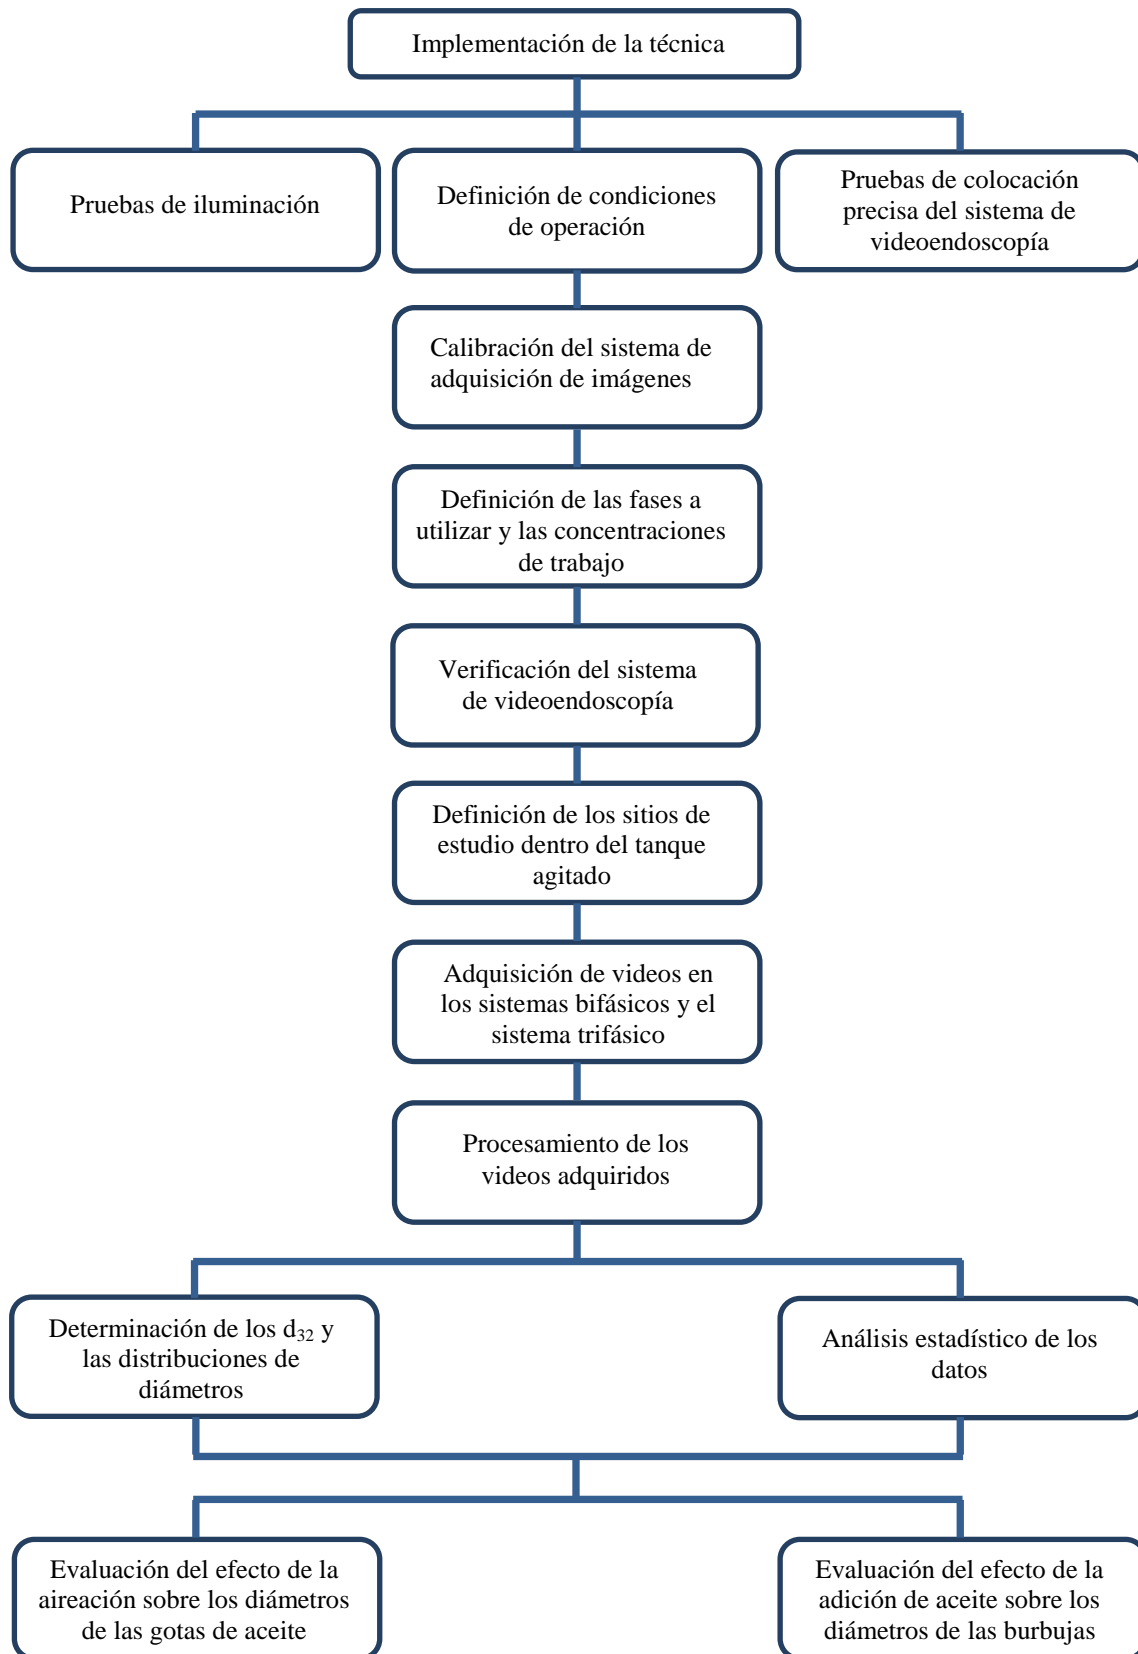 Implementación de la técnica
Pruebas de iluminación
Definición de condiciones
de operación
Pruebas de colocación
precisa del sistema de
videoendoscopía
Calibración del sistema de
adquisición de imágenes
Definición de las fases a
utilizar y las concentraciones
de trabajo
Verificación del sistema
de videoendoscopía
Definición de los sitios de
estudio dentro del tanque
agitado
Adquisición de videos en
los sistemas bifásicos y el
sistema trifásico
Procesamiento de los
videos adquiridos
Determinación de los d₃₂ y
las distribuciones de
diámetros
Análisis estadístico de los
datos
Evaluación del efecto de la
aireación sobre los diámetros
de las gotas de aceite
Evaluación del efecto de la
adición de aceite sobre los
diámetros de las burbujas